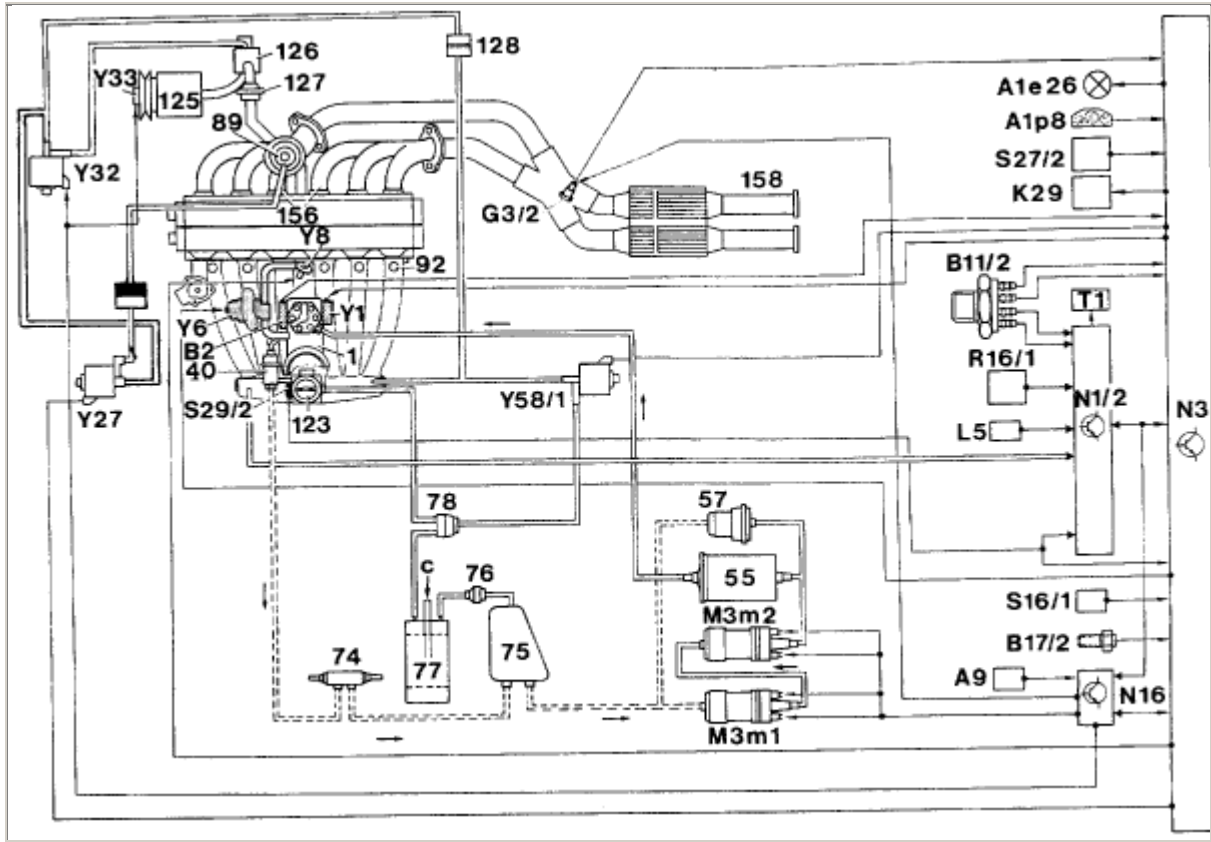 126
128
Y33
125
127
A1e26
A1p8
89
S27/2
Y32
158
K29
G3/2
156
Y8
92
B11/2
T1
Y6
Y1
B2
1
40
R16/1
S29/2
Y58/1
N1/2
N3
Y27
123
L5
78
57
c
76
55
S16/1
M3m2
75
B17/2
74
77
A9
N16
M3m1